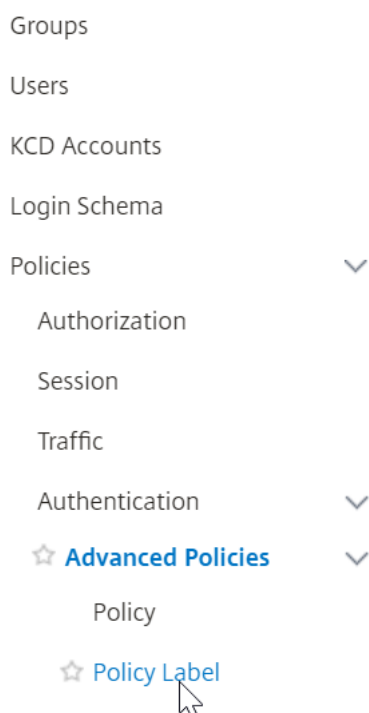 Groups
Users
KCD Accounts
Login Schema
Policies
Authorization
Session
Traffic
Authentication
Advanced Policies
Policy
Policy Label